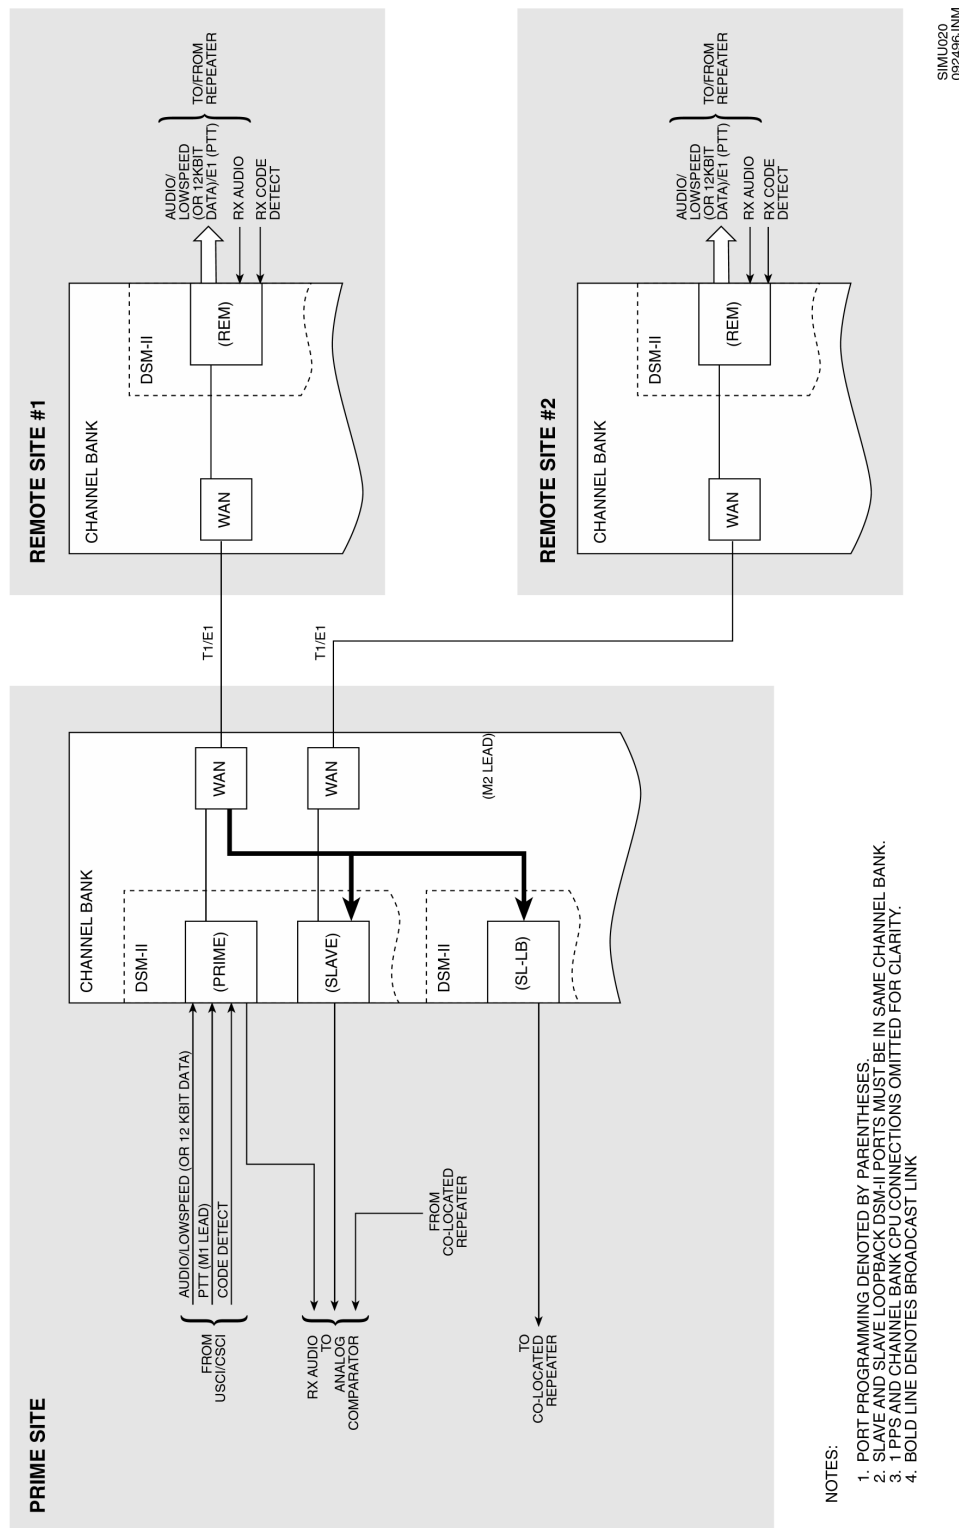 PRIME SITE
FROM
USCI/CSCI
AUDIO/LOWSPEED (OR 12 KBIT DATA)
PTT (M1 LEAD)
CODE DETECT
RX AUDIO
TO
ANALOG
COMPARATOR
FROM
CO-LOCATED
REPEATER
TO
CO-LOCATED
REPEATER
CHANNEL BANK
DSM-II
(PRIME)
(SLAVE)
DSM-II
(SL-LB)
WAN
WAN
(M2 LEAD)
T1/E1
T1/E1
REMOTE SITE #1
CHANNEL BANK
WAN
DSM-II
(REM)
AUDIO/
LOWSPEED
(OR 12KBIT
DATA)/E1 (PTT)
RX AUDIO
RX CODE
DETECT
TO/FROM
REPEATER
REMOTE SITE #2
CHANNEL BANK
WAN
DSM-II
(REM)
AUDIO/
LOWSPEED
(OR 12KBIT
DATA)/E1 (PTT)
RX AUDIO
RX CODE
DETECT
TO/FROM
REPEATER
NOTES:
1. PORT PROGRAMMING DENOTED BY PARENTHESES.
2. SLAVE AND SLAVE LOOPBACK DSM-II PORTS MUST BE IN SAME CHANNEL BANK.
3. 1 PPS AND CHANNEL BANK CPU CONNECTIONS OMITTED FOR CLARITY.
4. BOLD LINE DENOTES BROADCAST LINK
SIMU020
092496JNM